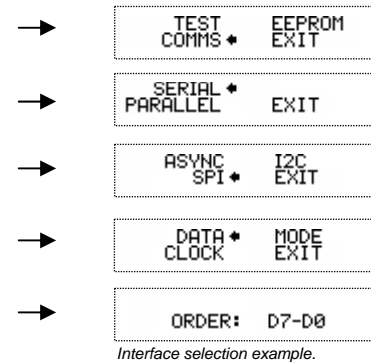 TEST EEPROM
COMMS EXIT
SERIAL
PARALLEL EXIT
ASYNC I2C
SPI EXIT
DATA MODE
CLOCK EXIT
ORDER: D7-D0
Interface selection example.